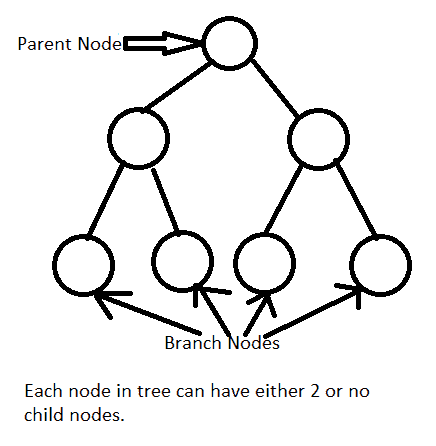 Parent Node
Branch Nodes
Each node in tree can have either 2 or no
child nodes.